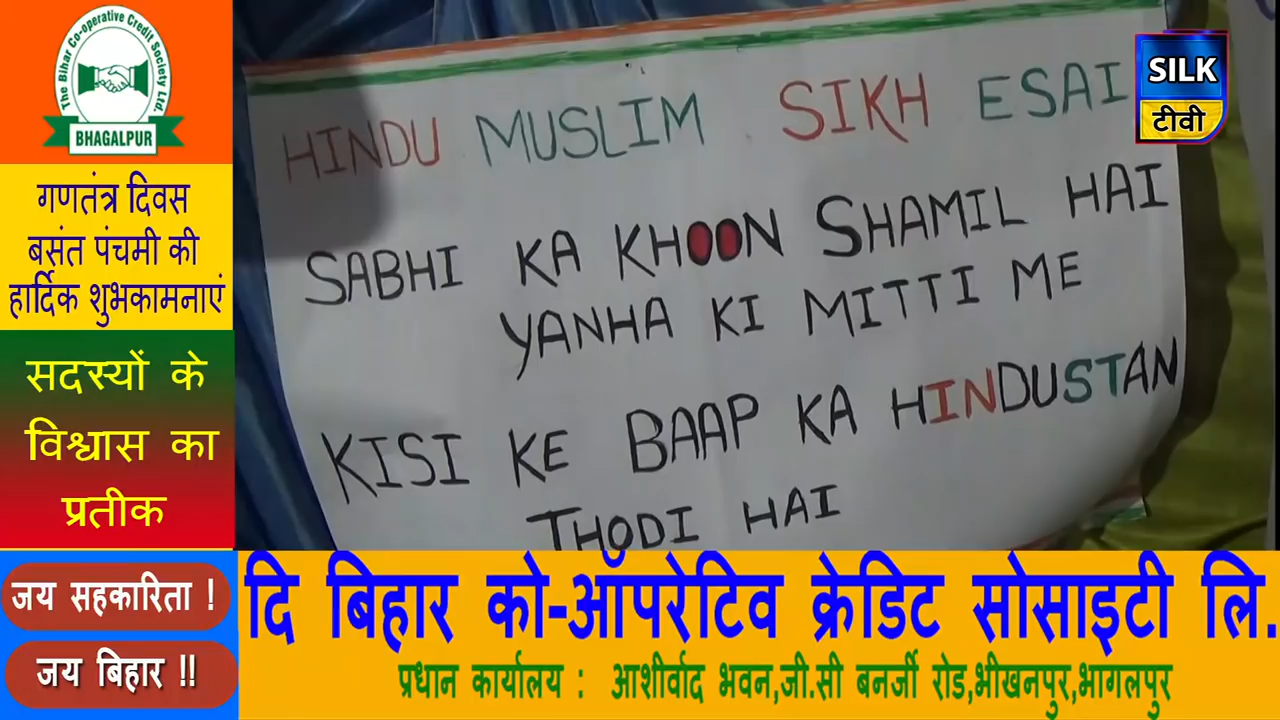 The Bihar Co-operative Credit Society Ltd.
BHAGALPUR
गणतंत्र दिवस
बसंत पंचमी की
हार्दिक शुभकामनाएं
सदस्यों के
विश्वास का
प्रतीक
जय सहकारिता !
जय बिहार !!
HINDU MUSLIM SIKH ESAI
SABHI KA KHOON SHAMIL HAI
YANHA KI MITTI ME
KISI KE BAAP KA HINDUSTAN
THODI HAI
SILK
टीवी
दि बिहार को-ऑपरेटिव क्रेडिट सोसाइटी लि.
प्रधान कार्यालय : आशीर्वाद भवन,जी.सी बनर्जी रोड,भीखनपुर,भागलपुर